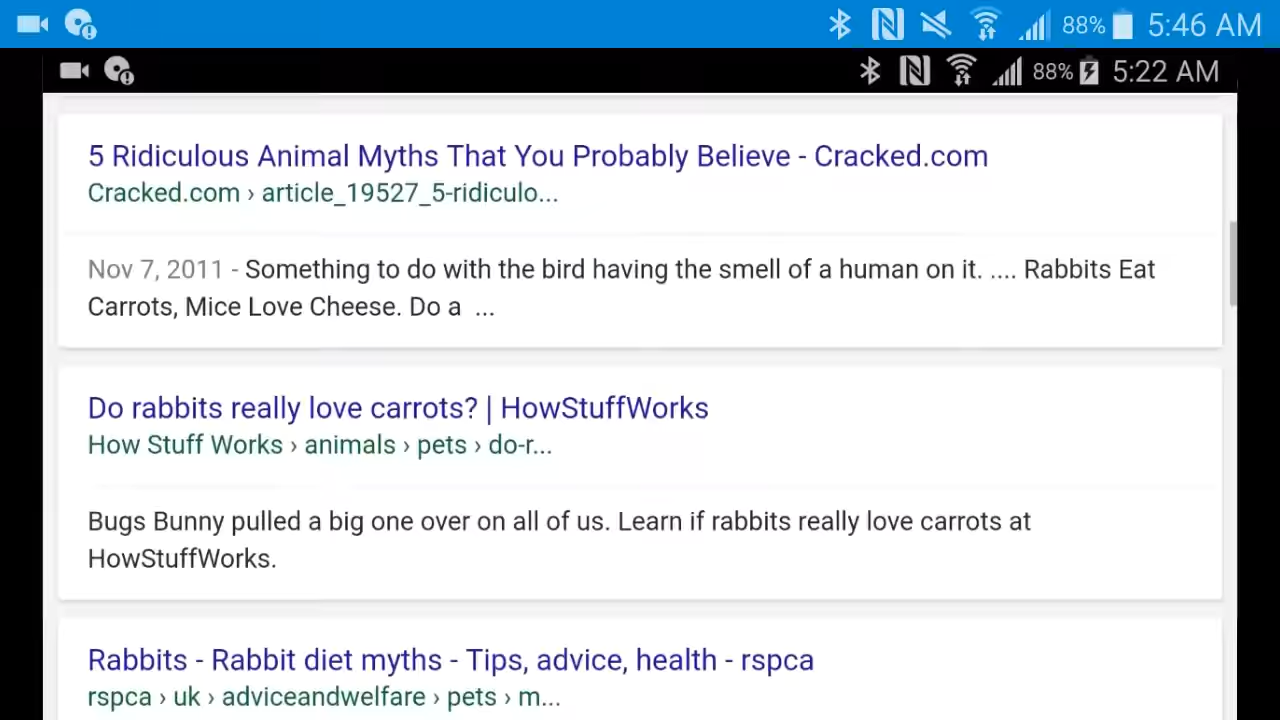 88% 5:46 AM
88% 5:22 AM
5 Ridiculous Animal Myths That You Probably Believe - Cracked.com
Cracked.com › article_19527_5-ridiculo...
Nov 7, 2011 - Something to do with the bird having the smell of a human on it. .... Rabbits Eat
Carrots, Mice Love Cheese. Do a ...
Do rabbits really love carrots? | HowStuffWorks
How Stuff Works › animals › pets › do-r...
Bugs Bunny pulled a big one over on all of us. Learn if rabbits really love carrots at
HowStuffWorks.
Rabbits - Rabbit diet myths - Tips, advice, health - rspca
rspca › uk › adviceandwelfare › pets › m...